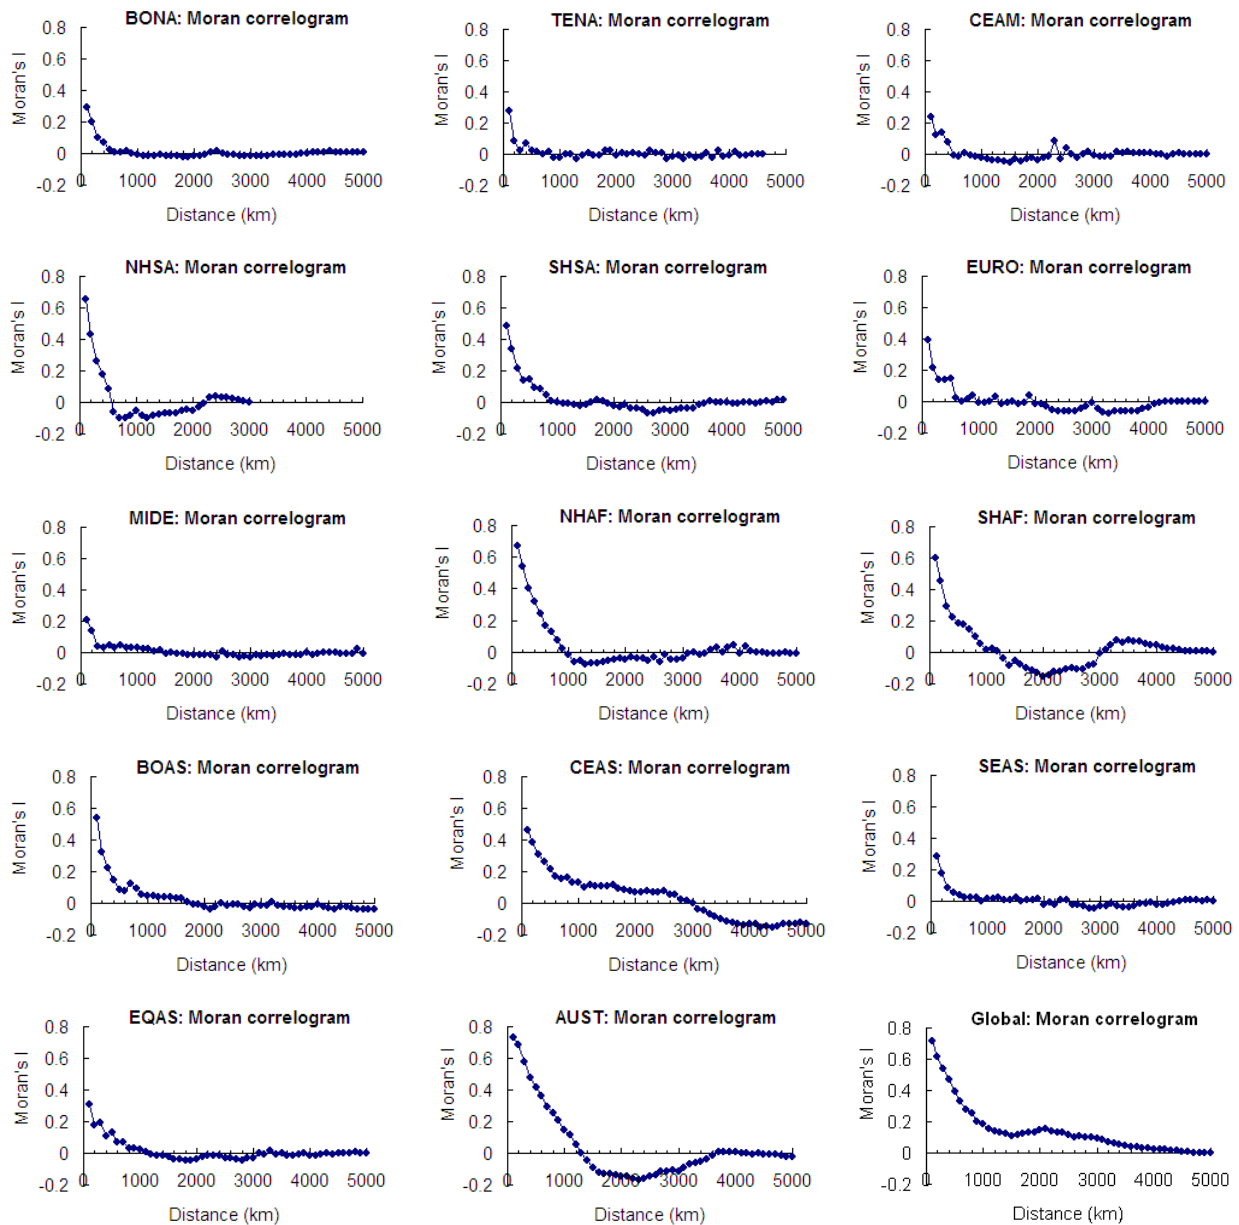 BONA: Moran correlogram
Moran's I
0.8
0.6
0.4
0.2
0
-0.2
0 1000 2000 3000 4000 5000
Distance (km)
TENA: Moran correlogram
Moran's I
0.8
0.6
0.4
0.2
0
-0.2
0 1000 2000 3000 4000 5000
Distance (km)
CEAM: Moran correlogram
Moran's I
0.8
0.6
0.4
0.2
0
-0.2
0 1000 2000 3000 4000 5000
Distance (km)
NHSA: Moran correlogram
Moran's I
0.8
0.6
0.4
0.2
0
-0.2
0 1000 2000 3000 4000 5000
Distance (km)
SHSA: Moran correlogram
Moran's I
0.8
0.6
0.4
0.2
0
-0.2
0 1000 2000 3000 4000 5000
Distance (km)
EURO: Moran correlogram
Moran's I
0.8
0.6
0.4
0.2
0
-0.2
0 1000 2000 3000 4000 5000
Distance (km)
MIDE: Moran correlogram
Moran's I
0.8
0.6
0.4
0.2
0
-0.2
0 1000 2000 3000 4000 5000
Distance (km)
NHAF: Moran correlogram
Moran's I
0.8
0.6
0.4
0.2
0
-0.2
0 1000 2000 3000 4000 5000
Distance (km)
SHAF: Moran correlogram
Moran's I
0.8
0.6
0.4
0.2
0
-0.2
0 1000 2000 3000 4000 5000
Distance (km)
BOAS: Moran correlogram
Moran's I
0.8
0.6
0.4
0.2
0
-0.2
0 1000 2000 3000 4000 5000
Distance (km)
CEAS: Moran correlogram
Moran's I
0.8
0.6
0.4
0.2
0
-0.2
0 1000 2000 3000 4000 5000
Distance (km)
SEAS: Moran correlogram
Moran's I
0.8
0.6
0.4
0.2
0
-0.2
0 1000 2000 3000 4000 5000
Distance (km)
EQAS: Moran correlogram
Moran's I
0.8
0.6
0.4
0.2
0
-0.2
0 1000 2000 3000 4000 5000
Distance (km)
AUST: Moran correlogram
Moran's I
0.8
0.6
0.4
0.2
0
-0.2
0 1000 2000 3000 4000 5000
Distance (km)
Global: Moran correlogram
Moran's I
0.8
0.6
0.4
0.2
0
-0.2
0 1000 2000 3000 4000 5000
Distance (km)